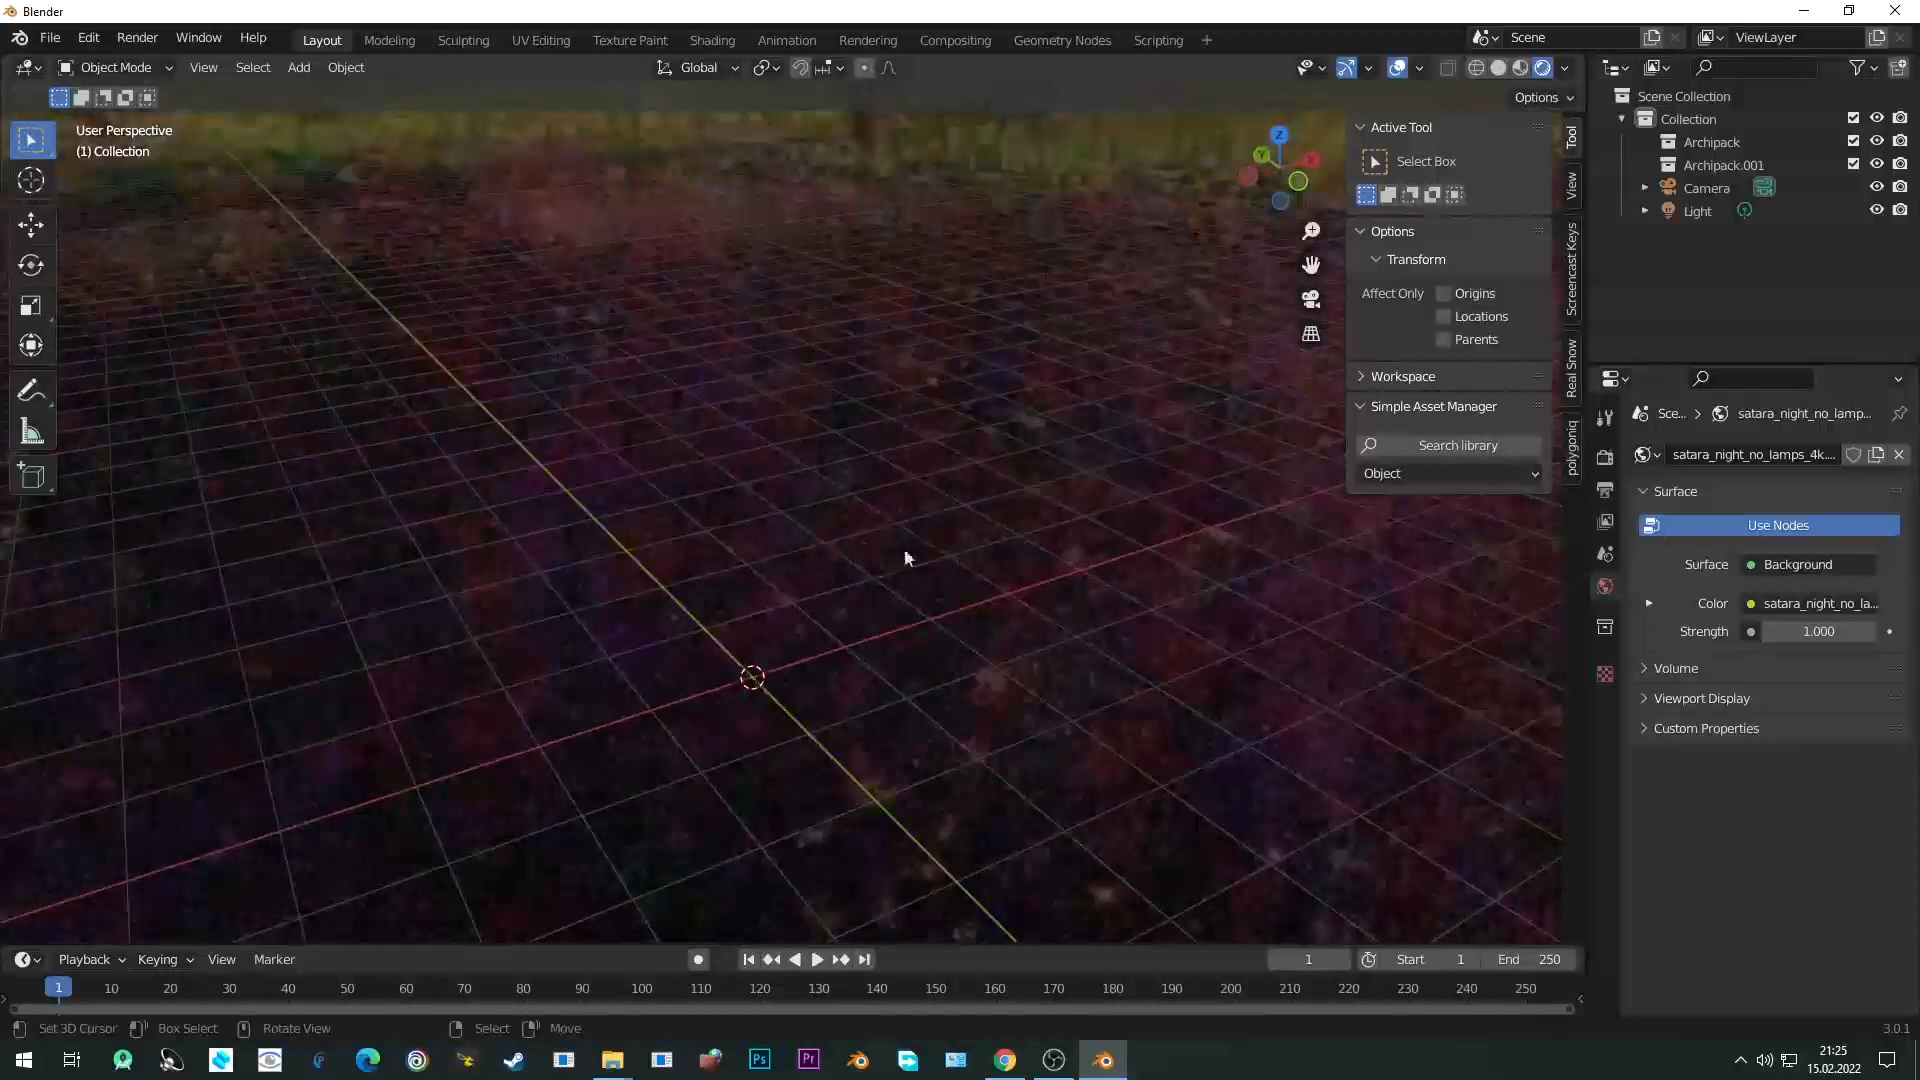 Blender
File Edit Render Window Help Layout Modeling Sculpting UV Editing Texture Paint Shading Animation Rendering Compositing Geometry Nodes Scripting + Scene ViewLayer
Object Mode View Select Add Object Global
Options
User Perspective
(1) Collection
Z
Y
X
Active Tool
Select Box
Options
Transform
Affect Only Origins
Locations
Parents
Workspace
Simple Asset Manager
Search library
Object
Tool
View
Screencast Keys
Real Snow
polygoniq
Scene Collection
Collection
Archipack
Archipack.001
Camera
Light
Sce... > satara_night_no_lamp...
satara_night_no_lamps_4k....
Surface
Use Nodes
Surface Background
Color satara_night_no_la...
Strength 1.000
Volume
Viewport Display
Custom Properties
Playback Keying View Marker 1 Start 1 End 250
1 10 20 30 40 50 60 70 80 90 100 110 120 130 140 150 160 170 180 190 200 210 220 230 240 250
Set 3D Cursor Box Select Rotate View Select Move 3.0.1
Ps Pr
21:25
15.02.2022